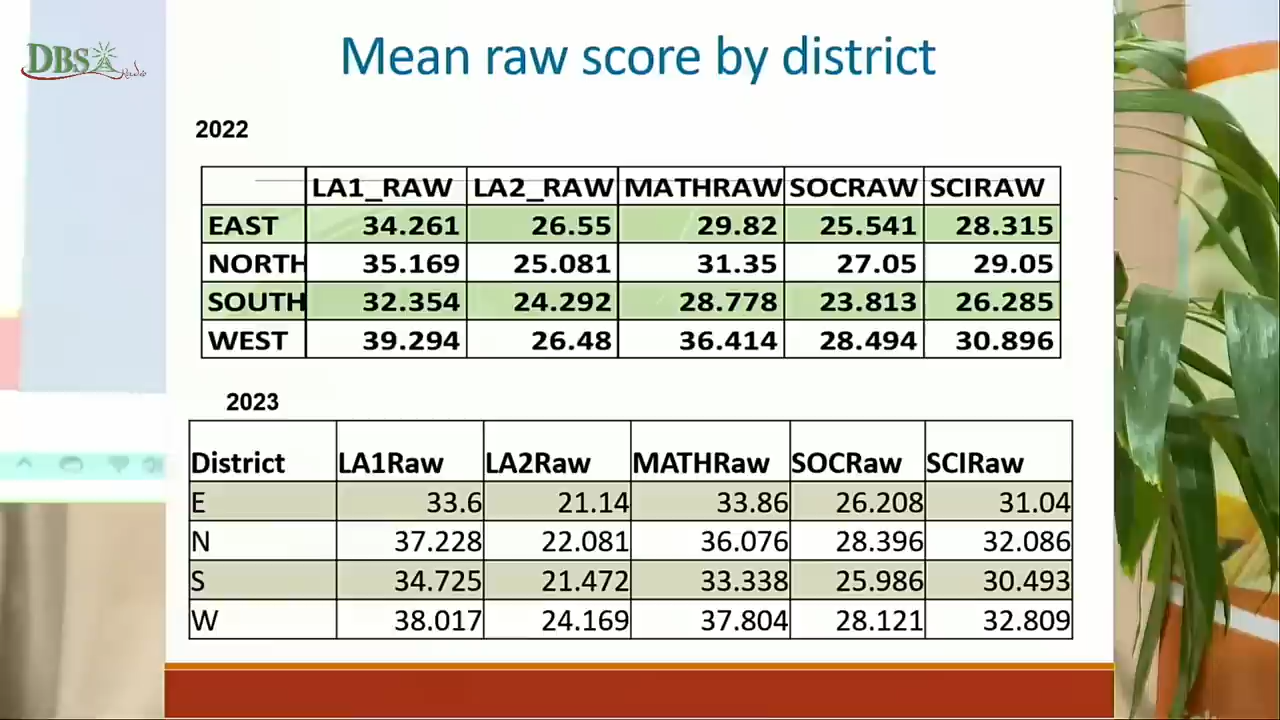 DBS
Radio
Mean raw score by district
2022
LA1_RAW LA2_RAW MATHRAW SOCRAW SCIRAW
EAST 34.261 26.55 29.82 25.541 28.315
NORTH 35.169 25.081 31.35 27.05 29.05
SOUTH 32.354 24.292 28.778 23.813 26.285
WEST 39.294 26.48 36.414 28.494 30.896
2023
District LA1Raw LA2Raw MATHRaw SOCRaw SCIRaw
E 33.6 21.14 33.86 26.208 31.04
N 37.228 22.081 36.076 28.396 32.086
S 34.725 21.472 33.338 25.986 30.493
W 38.017 24.169 37.804 28.121 32.809